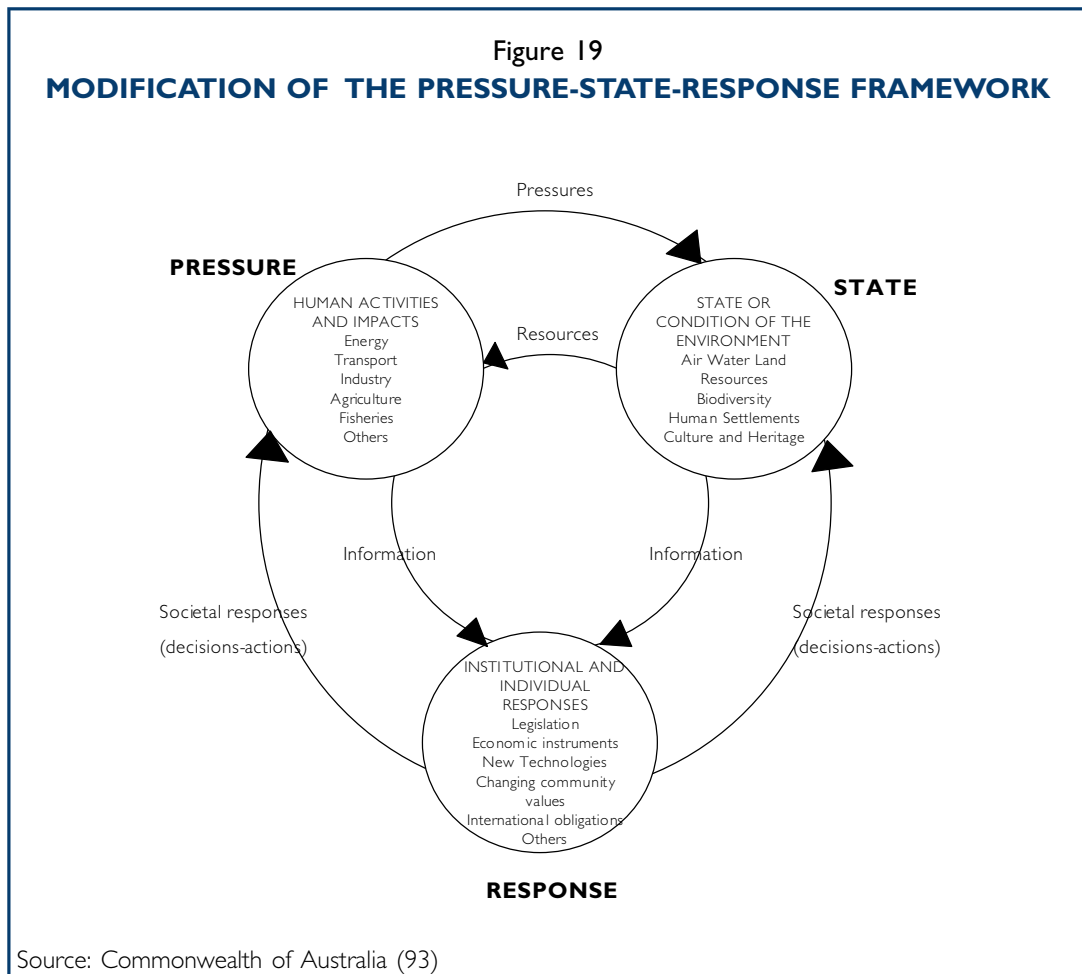 Figure 19
MODIFICATION OF THE PRESSURE-STATE-RESPONSE FRAMEWORK
Pressures
PRESSURE
STATE
HUMAN ACTIVITIES
AND IMPACTS
Energy
Transport
Industry
Agriculture
Fisheries
Others
Resources
STATE OR
CONDITION OF THE
ENVIRONMENT
Air Water Land
Resources
Biodiversity
Human Settlements
Culture and Heritage
Information
Information
Societal responses
(decisions-actions)
Societal responses
(decisions-actions)
INSTITUTIONAL AND
INDIVIDUAL
RESPONSES
Legislation
Economic instruments
New Technologies
Changing community
values
International obligations
Others
RESPONSE
Source: Commonwealth of Australia (93)